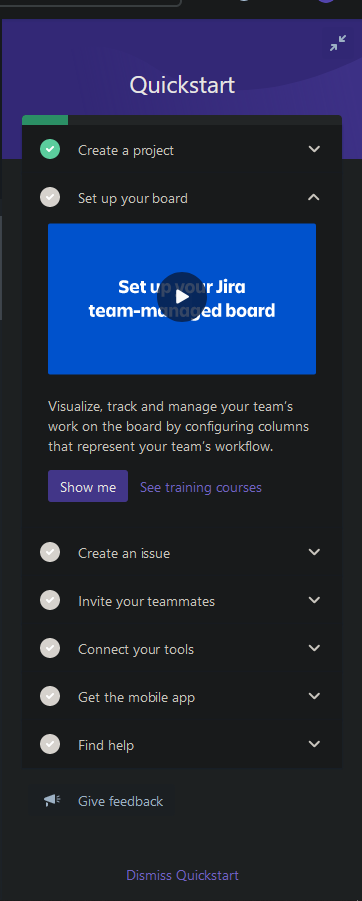 Quickstart
Create a project
Set up your board
Set up your Jira
team-managed board
Visualize, track and manage your team's
work on the board by configuring columns
that represent your team's workflow.
Show me
See training courses
Create an issue
Invite your teammates
Connect your tools
Get the mobile app
Find help
Give feedback
Dismiss Quickstart